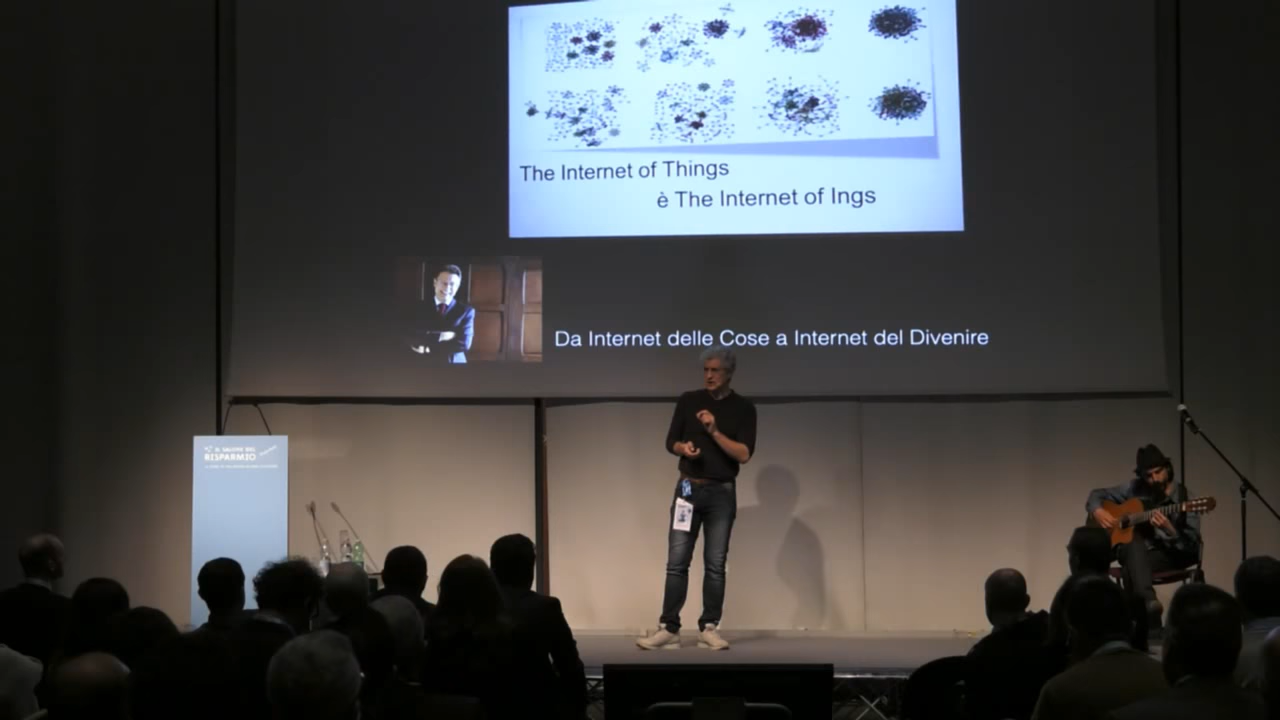 The Internet of Things
è The Internet of Ings
Da Internet delle Cose a Internet del Divenire
IL SALONE DEL
RISPARMIO